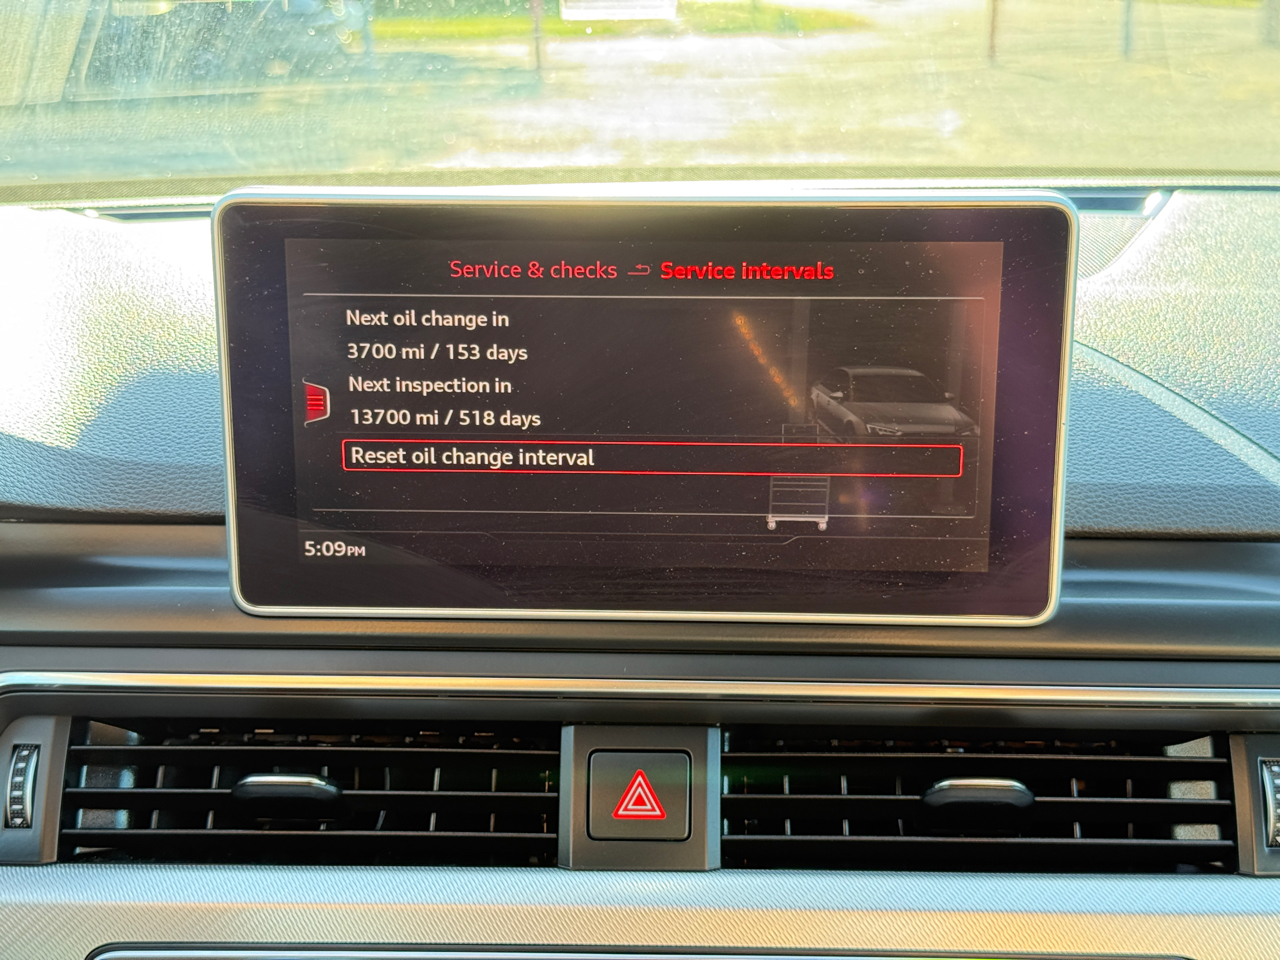 Service & checks Service intervals
Next oil change in
3700 mi / 153 days
Next inspection in
13700 mi / 518 days
Reset oil change interval
5:09PM